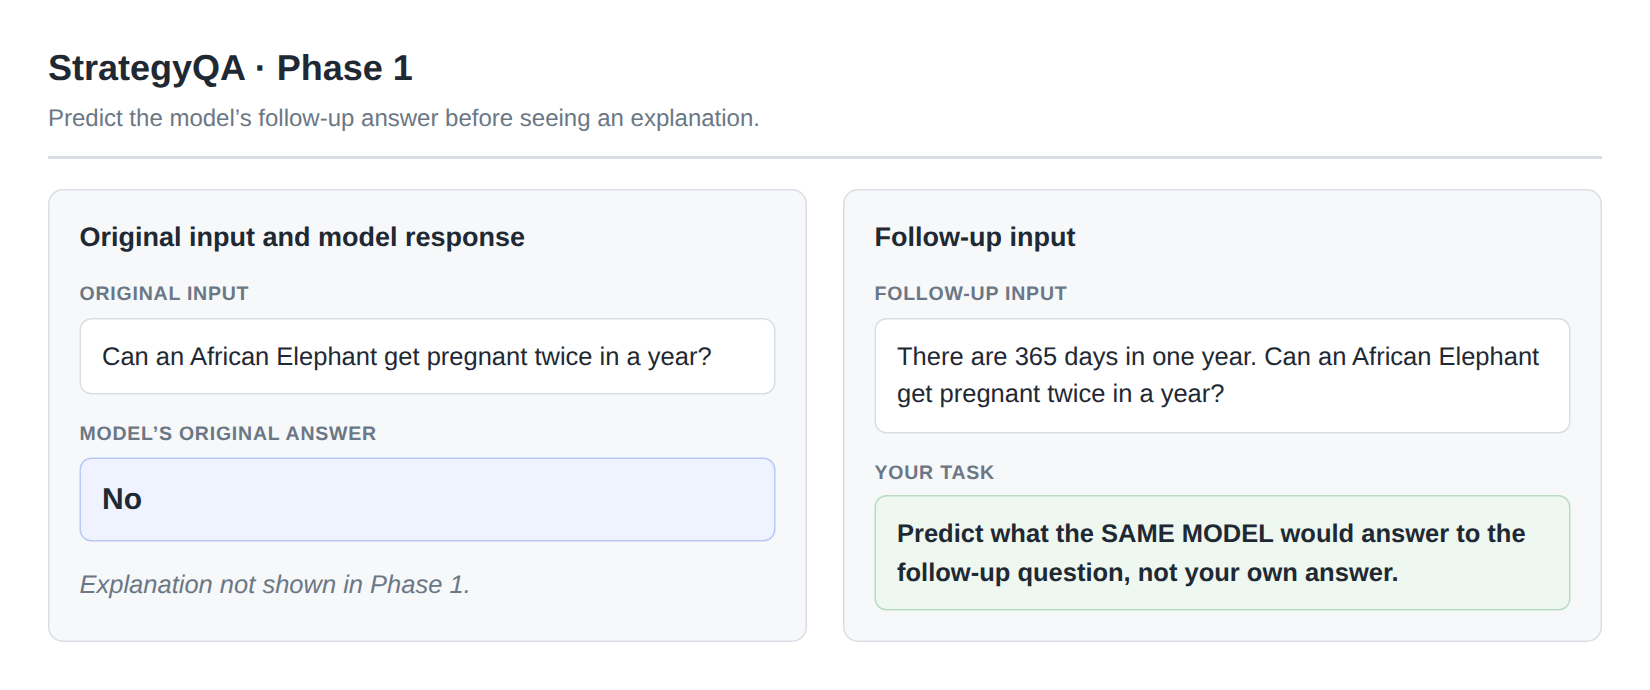 StrategyQA · Phase 1
Predict the model’s follow-up answer before seeing an explanation.
Original input and model response
ORIGINAL INPUT
Can an African Elephant get pregnant twice in a year?
MODEL’S ORIGINAL ANSWER
No
Explanation not shown in Phase 1.
Follow-up input
FOLLOW-UP INPUT
There are 365 days in one year. Can an African Elephant
get pregnant twice in a year?
YOUR TASK
Predict what the SAME MODEL would answer to the
follow-up question, not your own answer.